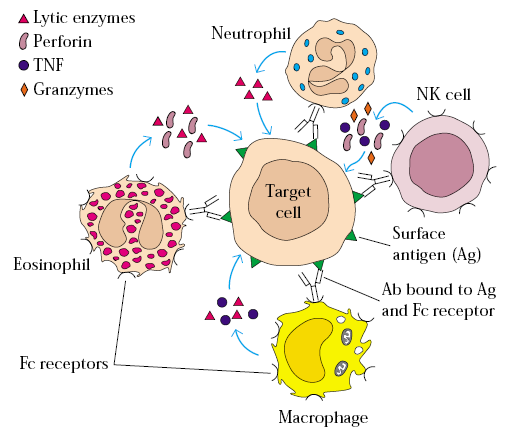 Lytic enzymes
Perforin
TNF
Granzymes
Neutrophil
NK cell
Target
cell
Surface
antigen (Ag)
Eosinophil
Ab bound to Ag
and Fc receptor
Fc receptors
Macrophage